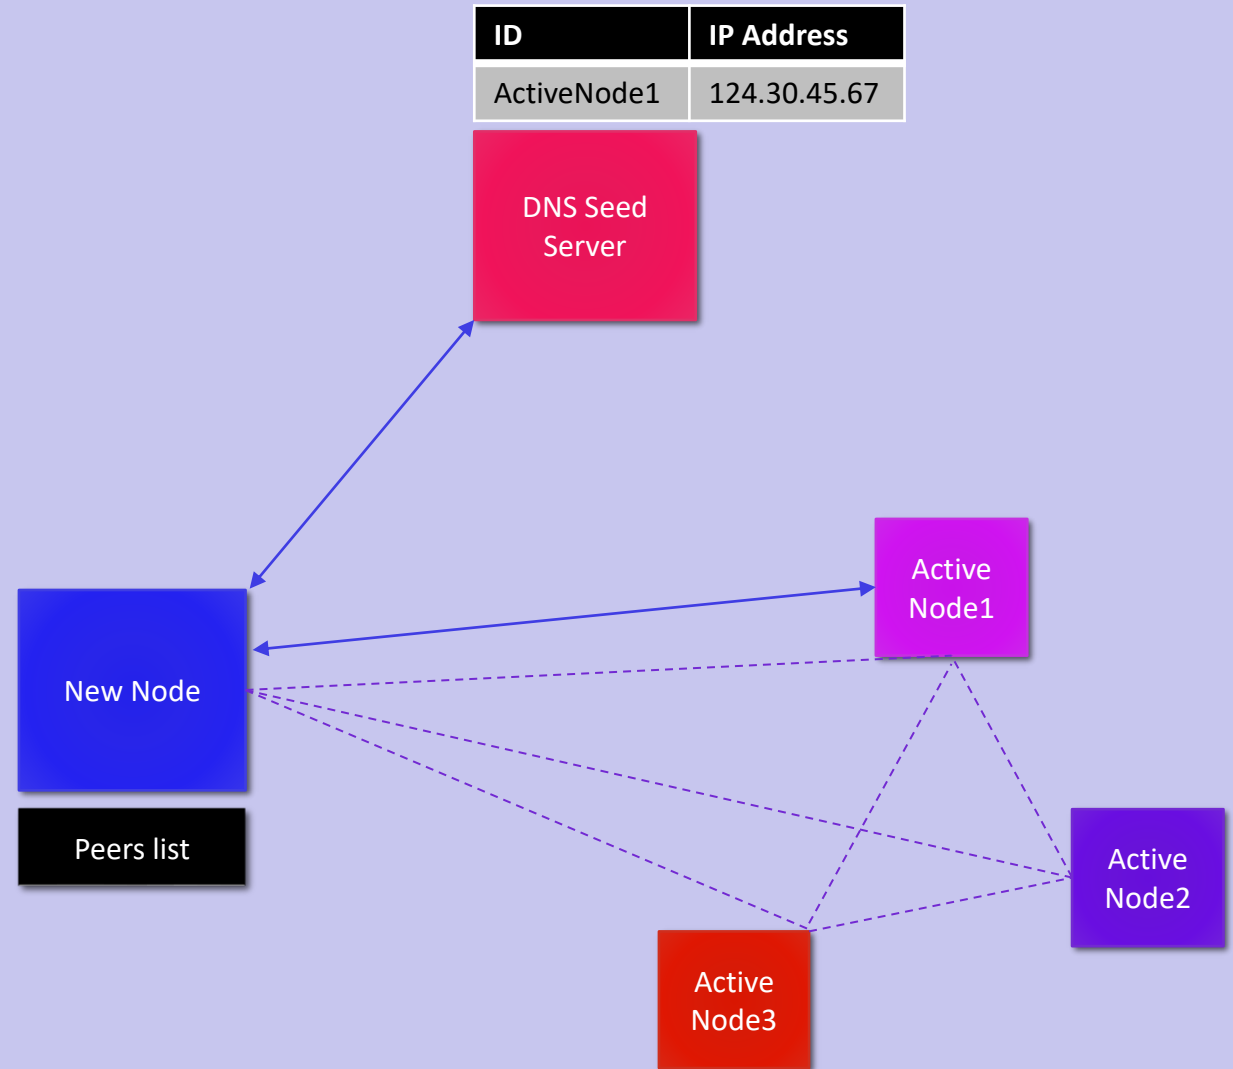 ID IP Address
ActiveNode1 124.30.45.67
DNS Seed
Server
Active
Node1
New Node
Peers list
Active
Node2
Active
Node3